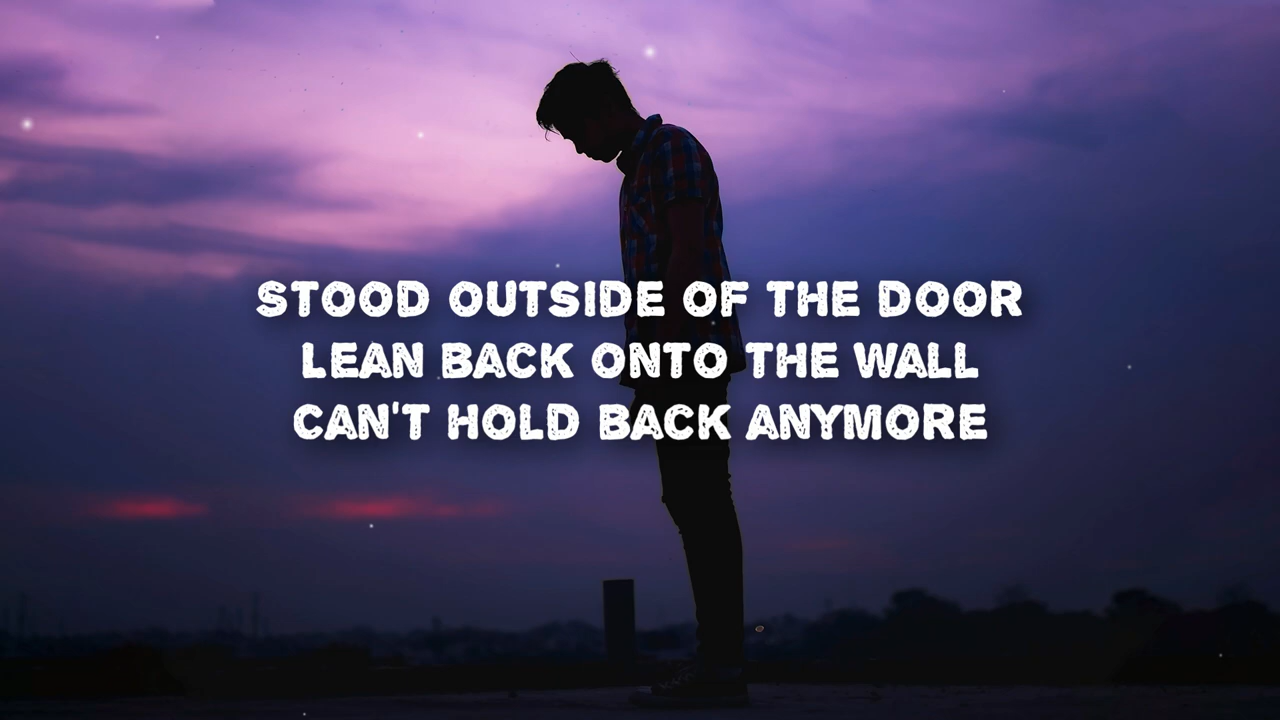 STOOD OUTSIDE OF THE DOOR
LEAN BACK ONTO THE WALL
CAN'T HOLD BACK ANYMORE